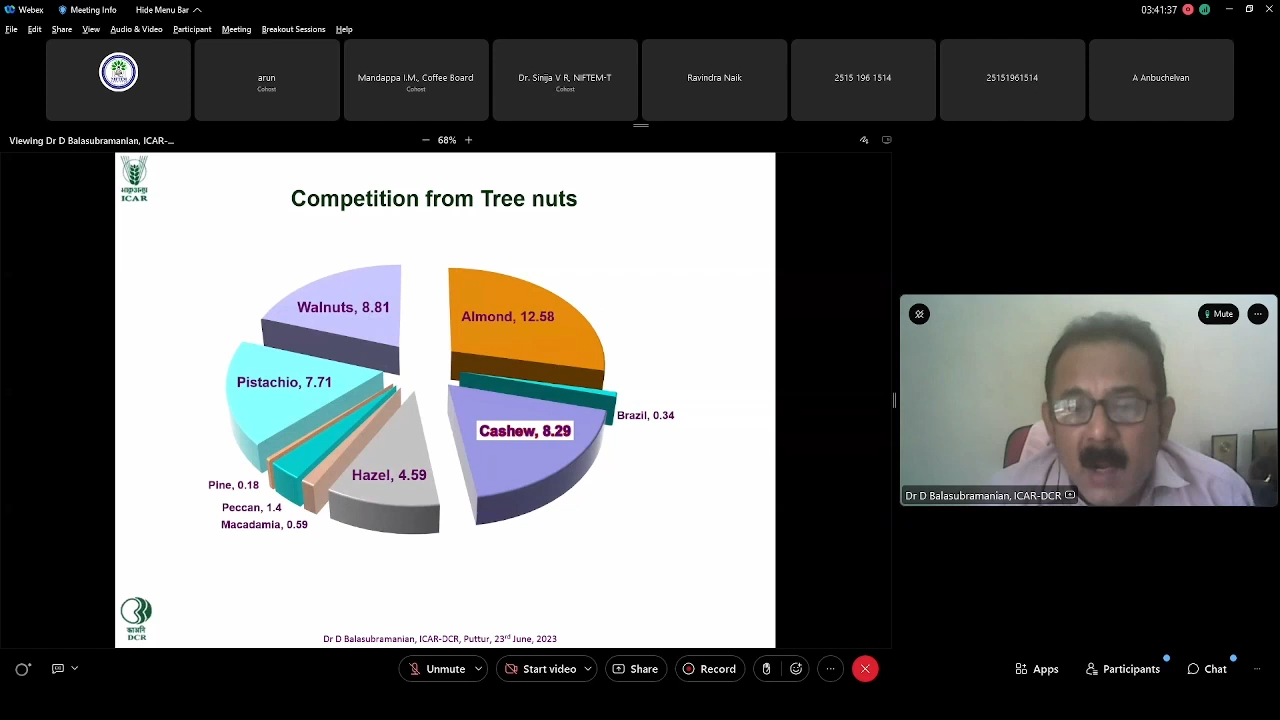 Webex
Meeting Info
Hide Menu Bar
03:41:37
File Edit Share View Audio & Video Participant Meeting Breakout Sessions Help
arun
Cohost
Mandappa I.M., Coffee Board
Cohost
Dr. Sinija V R, NIFTEM-T
Cohost
Ravindra Naik
2515 196 1514
25151961514
A Anbuchelvan
Viewing Dr D Balasubramanian, ICAR-...
68%
ICAR
Competition from Tree nuts
Walnuts, 8.81
Almond, 12.58
Pistachio, 7.71
Brazil, 0.34
Cashew, 8.29
Hazel, 4.59
Pine, 0.18
Peccan, 1.4
Macadamia, 0.59
DCR
Dr D Balasubramanian, ICAR-DCR, Puttur, 23rd June, 2023
Mute
Dr D Balasubramanian, ICAR-DCR
Unmute
Start video
Share
Record
Apps
Participants
Chat